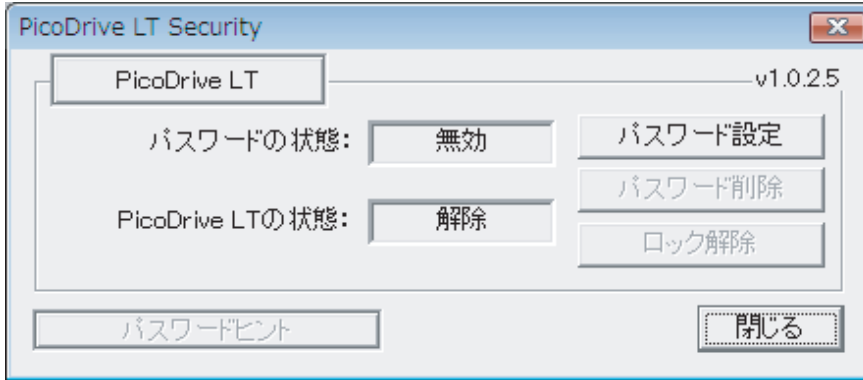 PicoDrive LT Security
PicoDrive LT
v1.0.2.5
パスワードの状態:
無効
パスワード設定
パスワード削除
PicoDrive LTの状態:
解除
ロック解除
パスワードヒント
閉じる